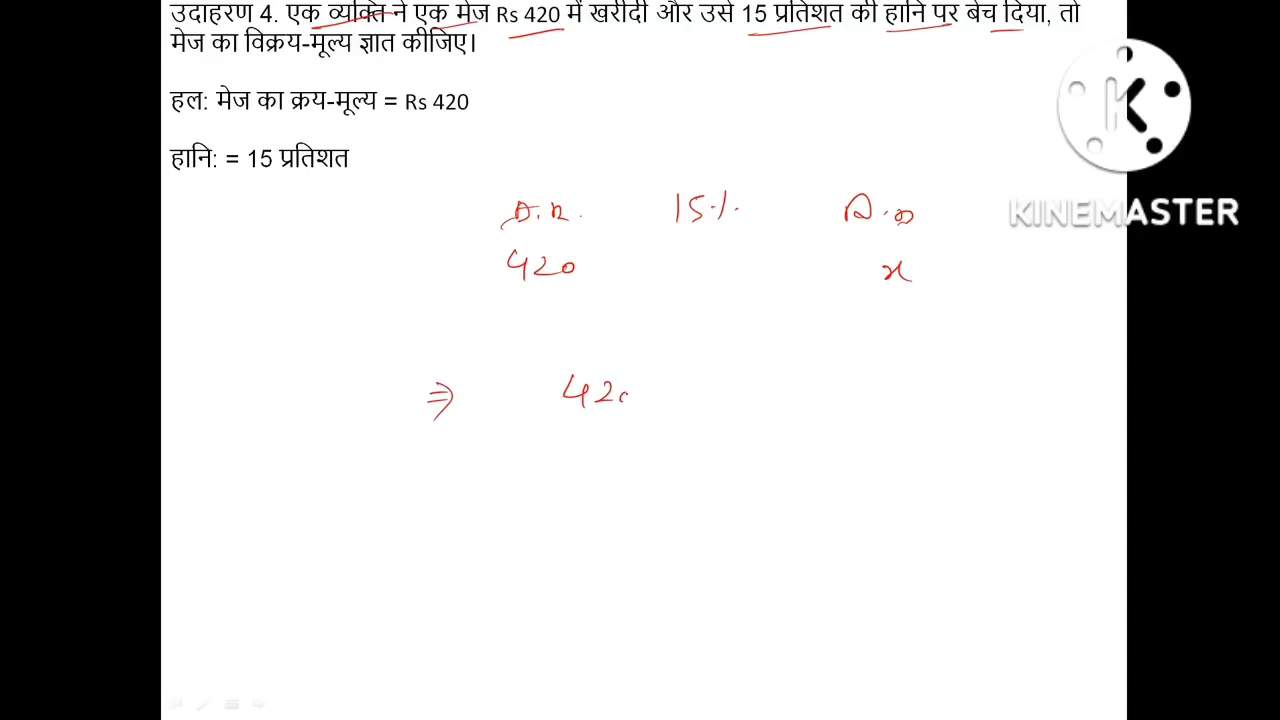 उदाहरण 4. एक व्यक्ति ने एक मेज Rs 420 में खरीदी और उसे 15 प्रतिशत की हानि पर बेच दिया, तो
मेज का विक्रय-मूल्य ज्ञात कीजिए।
हल: मेज का क्रय-मूल्य = Rs 420
हानि: = 15 प्रतिशत
15%
420 x
⇒ 420
K
KINEMASTER